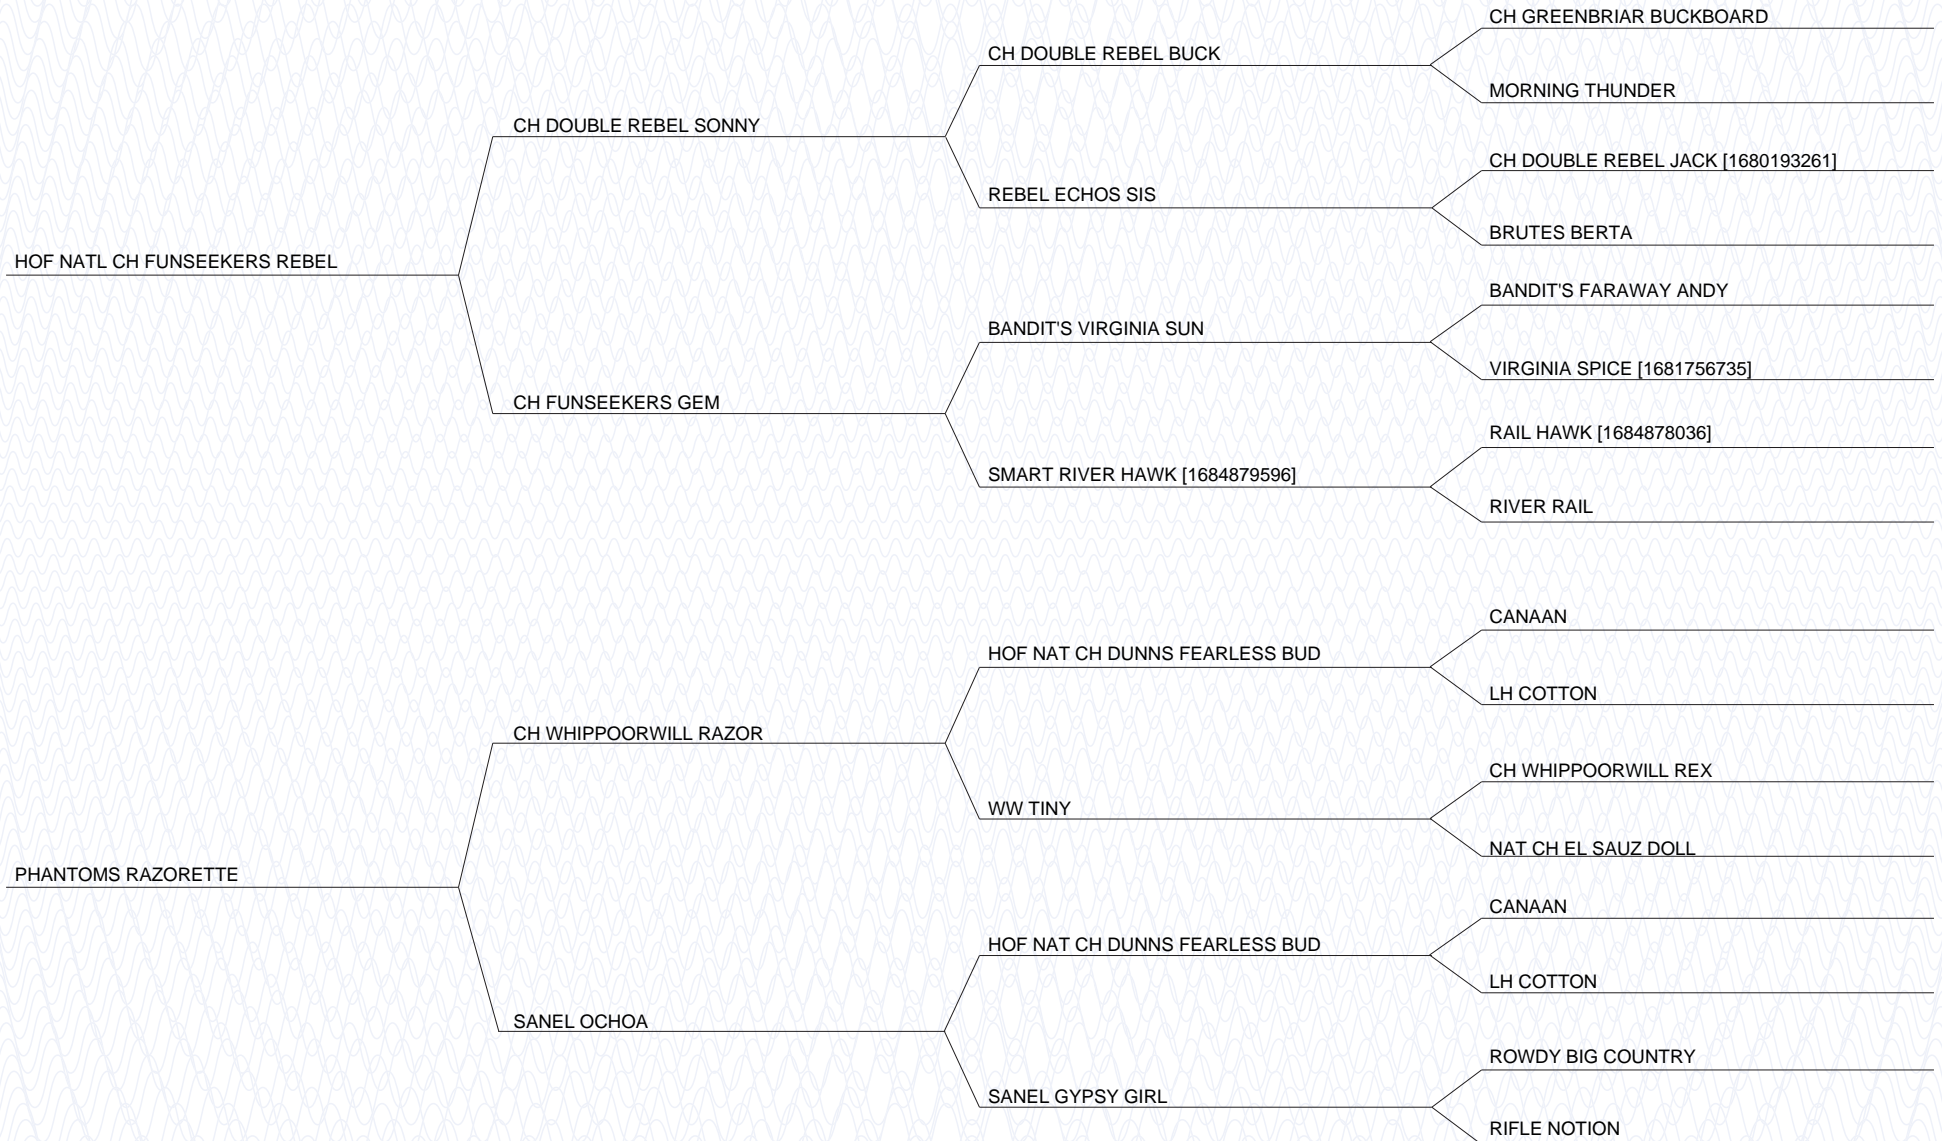 CH GREENBRIAR BUCKBOARD
CH DOUBLE REBEL BUCK
MORNING THUNDER
CH DOUBLE REBEL SONNY
CH DOUBLE REBEL JACK [1680193261]
REBEL ECHOS SIS
BRUTES BERTA
HOF NATL CH FUNSEEKERS REBEL
BANDIT'S FARAWAY ANDY
BANDIT'S VIRGINIA SUN
VIRGINIA SPICE [1681756735]
CH FUNSEEKERS GEM
RAIL HAWK [1684878036]
SMART RIVER HAWK [1684879596]
RIVER RAIL
CANAAN
HOF NAT CH DUNNS FEARLESS BUD
LH COTTON
CH WHIPPOORWILL RAZOR
CH WHIPPOORWILL REX
WW TINY
NAT CH EL SAUZ DOLL
PHANTOMS RAZORETTE
CANAAN
HOF NAT CH DUNNS FEARLESS BUD
LH COTTON
SANEL OCHOA
ROWDY BIG COUNTRY
SANEL GYPSY GIRL
RIFLE NOTION